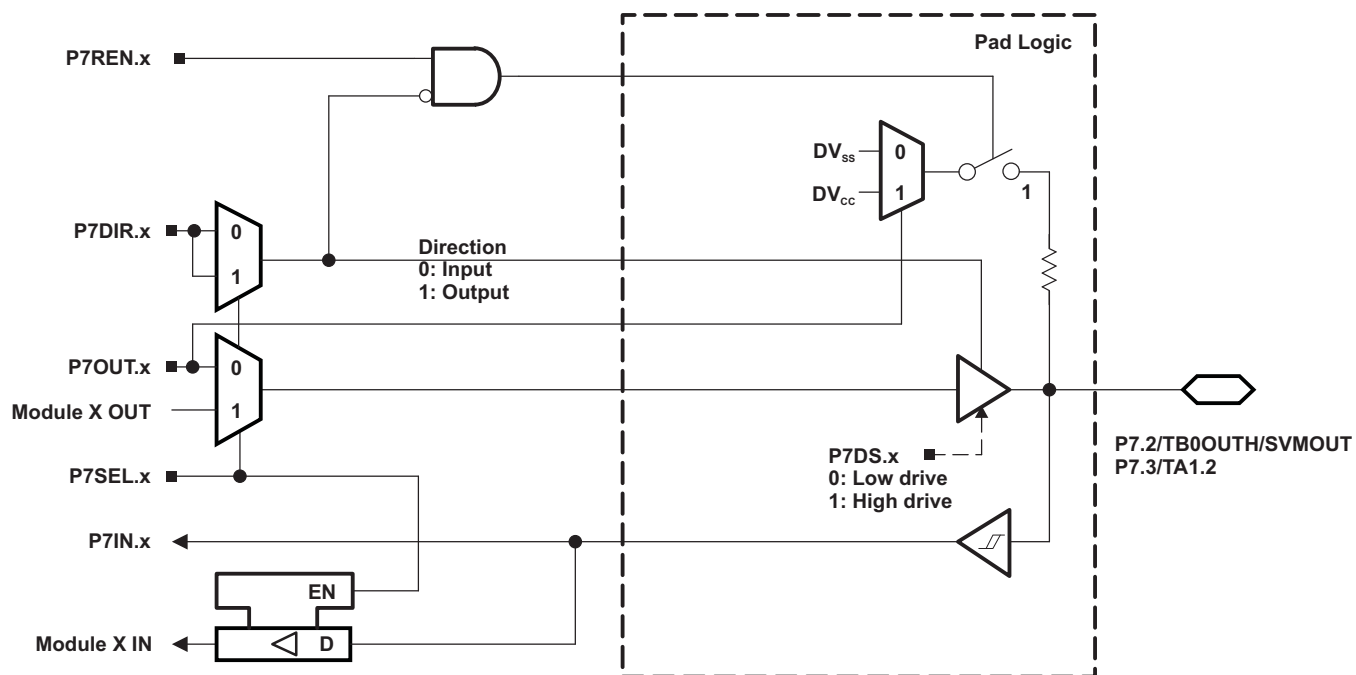 Pad Logic
P7REN.x
DVSS
0
DVCC
1
1
P7DIR.x
0
1
Direction
0: Input
1: Output
P7OUT.x
0
Module X OUT
1
P7DS.x
0: Low drive
1: High drive
P7.2/TB0OUTH/SVMOUT
P7.3/TA1.2
P7SEL.x
P7IN.x
EN
Module X IN
D